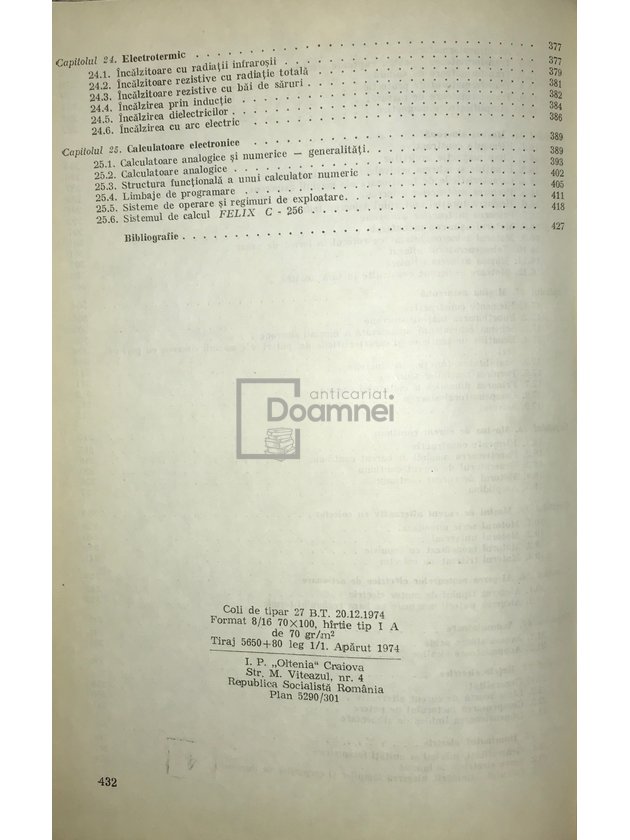 Capitolul 24. Electrotermic . . . . . . . . . . . . . . . . . . . . . . . 377
24.1. Încălzitoare cu radiații infraroșii . . . . . . . . . . . . . . . . 377
24.2. Încălzitoare rezistive cu radiație totală . . . . . . . . . . . . . 379
24.3. Încălzitoare rezistive cu băi de săruri . . . . . . . . . . . . . . 381
24.4. Încălzirea prin inducție . . . . . . . . . . . . . . . . . . . . . 382
24.5. Încălzirea dielectricilor . . . . . . . . . . . . . . . . . . . . . 384
24.6. Încălzirea cu arc electric . . . . . . . . . . . . . . . . . . . . 386
Capitolul 25. Calculatoare electronice . . . . . . . . . . . . . . . . . 389
25.1. Calculatoare analogice și numerice — generalități . . . . . . . . . 389
25.2. Calculatoare analogice . . . . . . . . . . . . . . . . . . . . . . 393
25.3. Structura funcțională a unui calculator numeric . . . . . . . . . . 402
25.4. Limbaje de programare . . . . . . . . . . . . . . . . . . . . . . . 405
25.5. Sisteme de operare și regimuri de exploatare . . . . . . . . . . . 411
25.6. Sistemul de calcul FELIX C - 256 . . . . . . . . . . . . . . . . . 418
Bibliografie . . . . . . . . . . . . . . . . . . . . . . . . . . . . . . 427
anticariat
Doamnei
Coli de tipar 27 B.T. 20.12.1974
Format 8/16 70×100, hîrtie tip I A
de 70 gr/m²
Tiraj 5650+80 leg 1/1. Apărut 1974
I. P. „Oltenia” Craiova
Str. M. Viteazul, nr. 4
Republica Socialistă România
Plan 5290/301
432